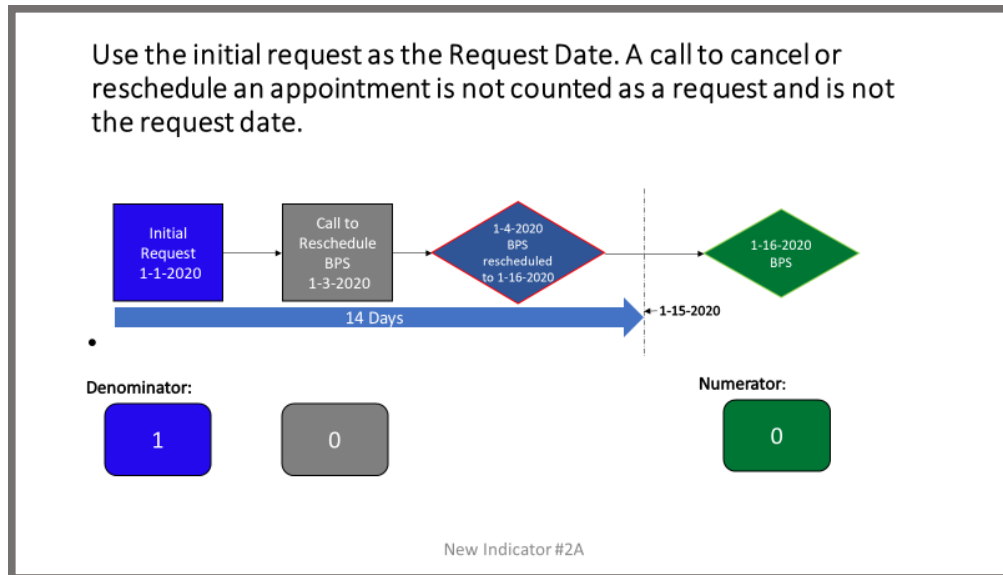 Use the initial request as the Request Date. A call to cancel or
reschedule an appointment is not counted as a request and is not
the request date.
Initial
Request
1-1-2020
Call to
Reschedule
BPS
1-3-2020
1-4-2020
BPS
rescheduled
to 1-16-2020
1-16-2020
BPS
14 Days
1-15-2020
Denominator:
Numerator:
1
0
0
New Indicator #2A